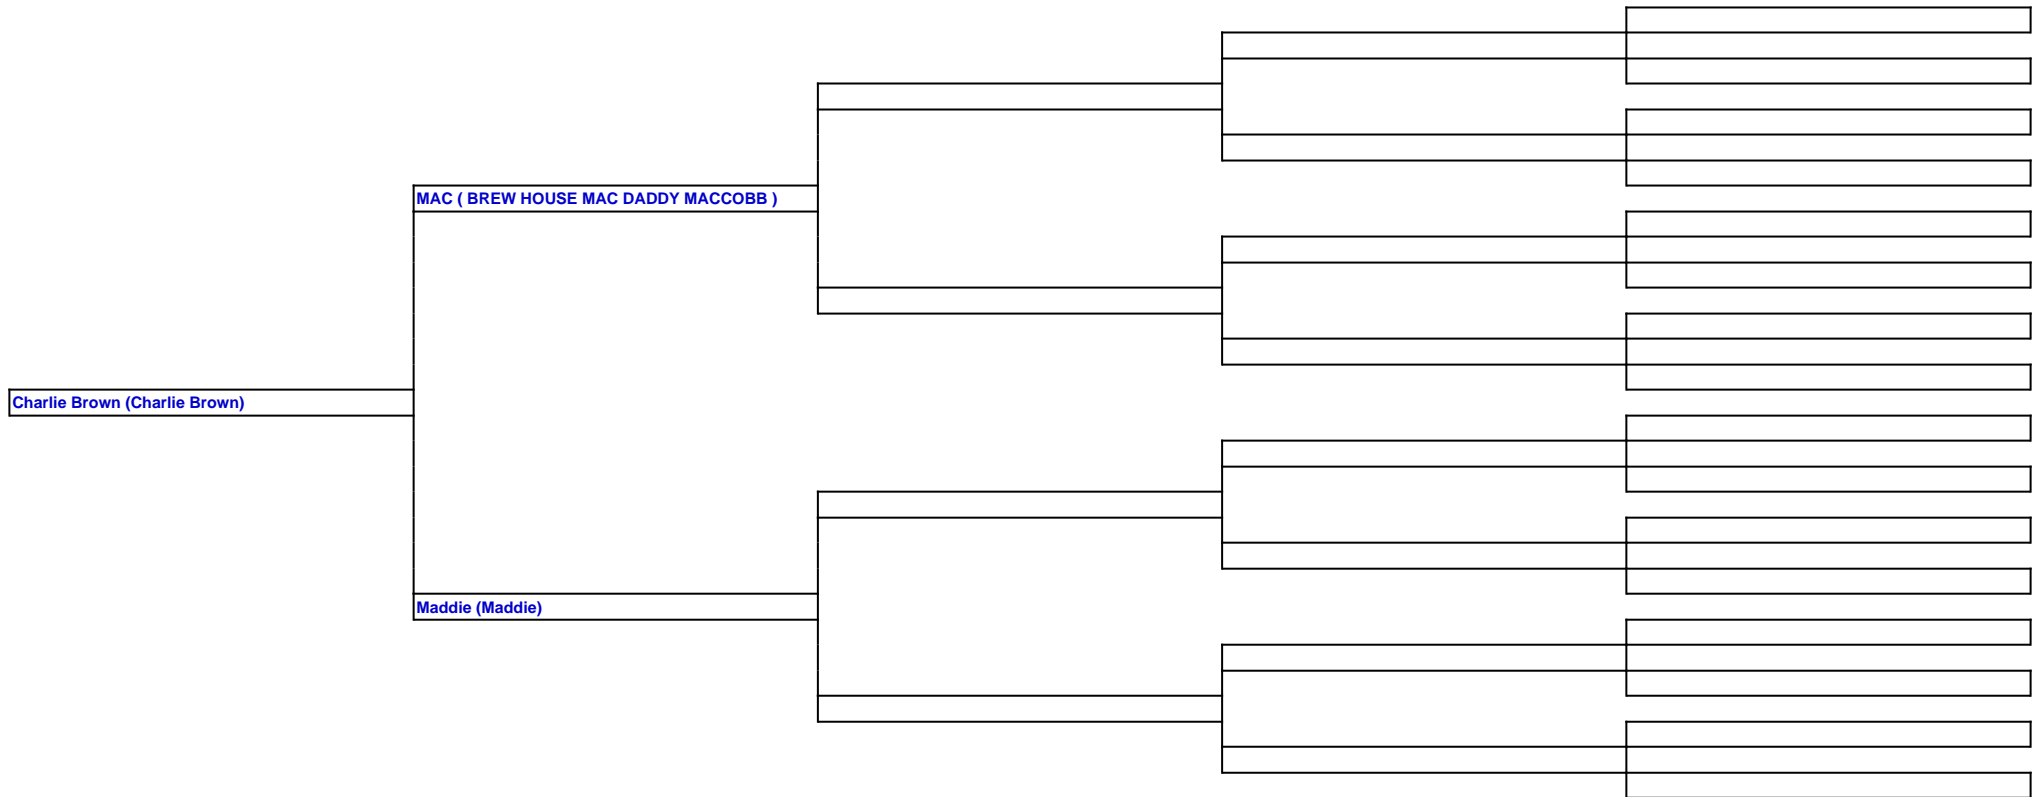 MAC ( BREW HOUSE MAC DADDY MACCOBB )
Charlie Brown (Charlie Brown)
Maddie (Maddie)